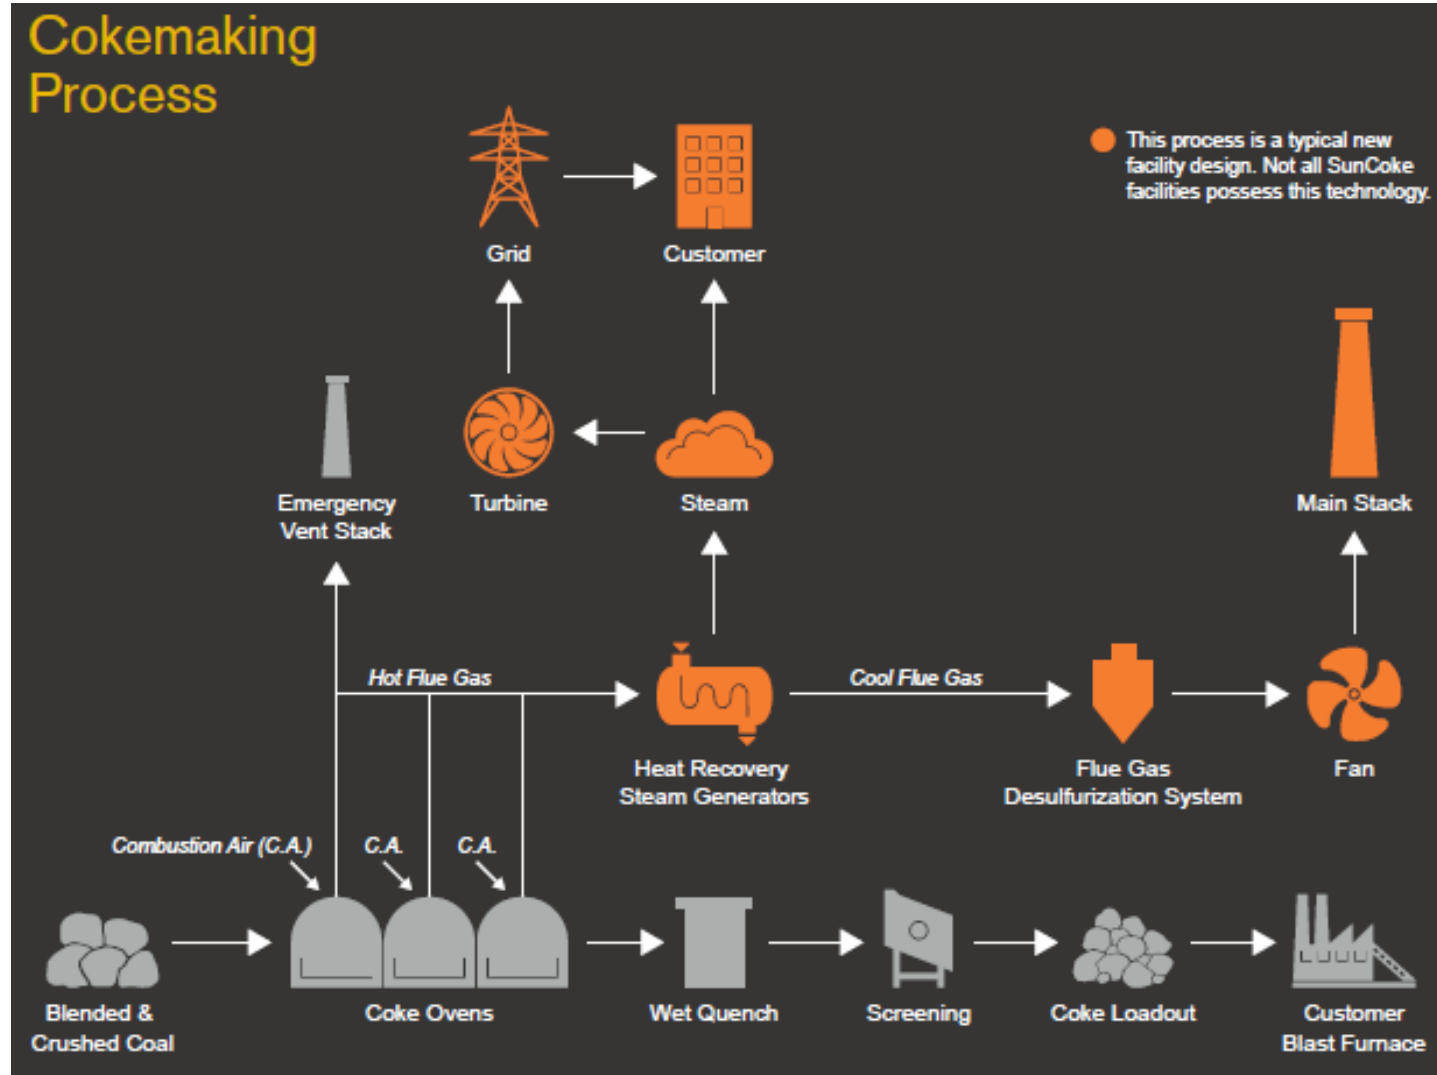 Cokemaking
Process
This process is a typical new
facility design. Not all SunCoke
facilities possess this technology.
Grid
Customer
Emergency
Vent Stack
Turbine
Steam
Main Stack
Hot Flue Gas
Cool Flue Gas
Heat Recovery
Steam Generators
Flue Gas
Desulfurization System
Fan
Combustion Air (C.A.)
C.A.
C.A.
Blended &
Crushed Coal
Coke Ovens
Wet Quench
Screening
Coke Loadout
Customer
Blast Furnace